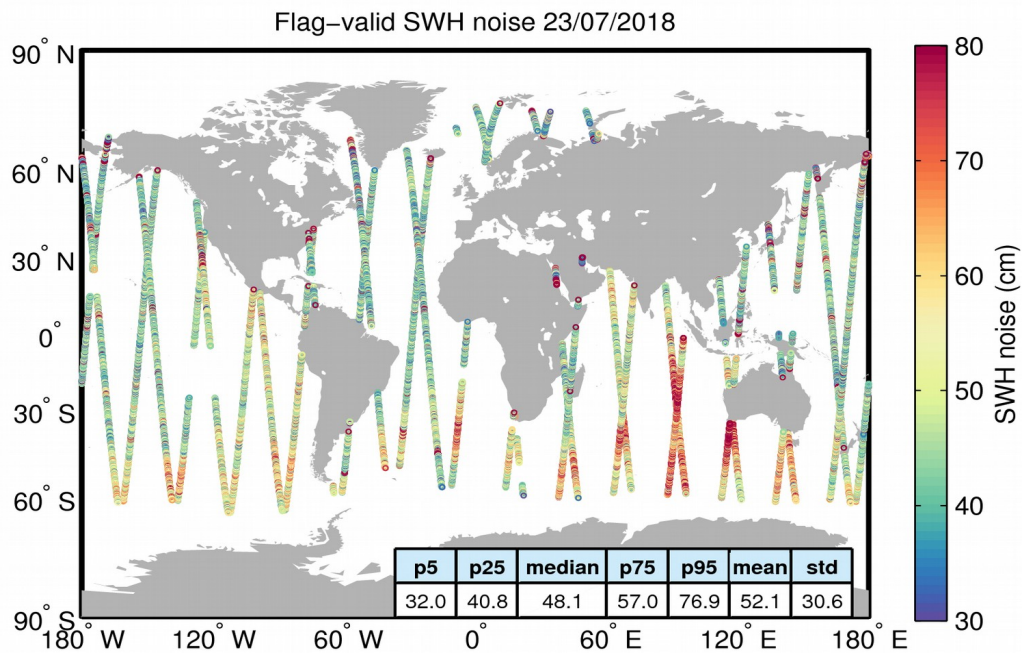 Flag−valid SWH noise 23/07/2018
90° N
60° N
30° N
0°
30° S
60° S
90° S
180° W
120° W
60° W
0°
60° E
120° E
180° E
p5 p25 median p75 p95 mean std
32.0 40.8 48.1 57.0 76.9 52.1 30.6
80
70
60
50
40
30
SWH noise (cm)